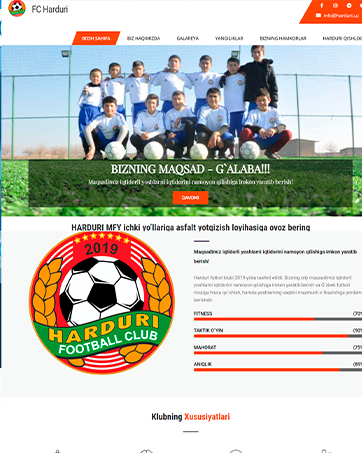 FC Harduri
info@harduri.uz
BOSH SAHIFA BIZ HAQIMIZDA GALAREYA YANGILIKLAR BIZNING HAMKORLAR HARDURI QISHLOG
BIZNING MAQSAD - G`ALABA!!!
Maqsadimiz iqtidorli yoshlarni iqtidorini namoyon qilishiga imkon yaratib berish!
DAVOMI
HARDURI MFY ichki yo'llariga asfalt yotqizish loyihasiga ovoz bering
2019
HARDURI
FOOTBALL CLUB
Maqsadimiz iqtidorli yoshlarni iqtidorini namoyon qilishiga imkon yaratib
berish!
Harduri futbol klubi 2019-yilda tashkil etildi. Bizning oliy maqsadimiz iqtidorli
yoshlarni iqtidorini namoyon qilishiga imkon yaratib berish va O'zbek futboli
rivojiga hissa qo'shish, hamda yoshlarning vaqtini mazmunli o'tkazishiga yordam
berishdir.
FITNESS (70%
TAKTIK O'YIN (90%
MAHORAT (75%
ANIQLIK (85%
Klubning Xususiyatlari